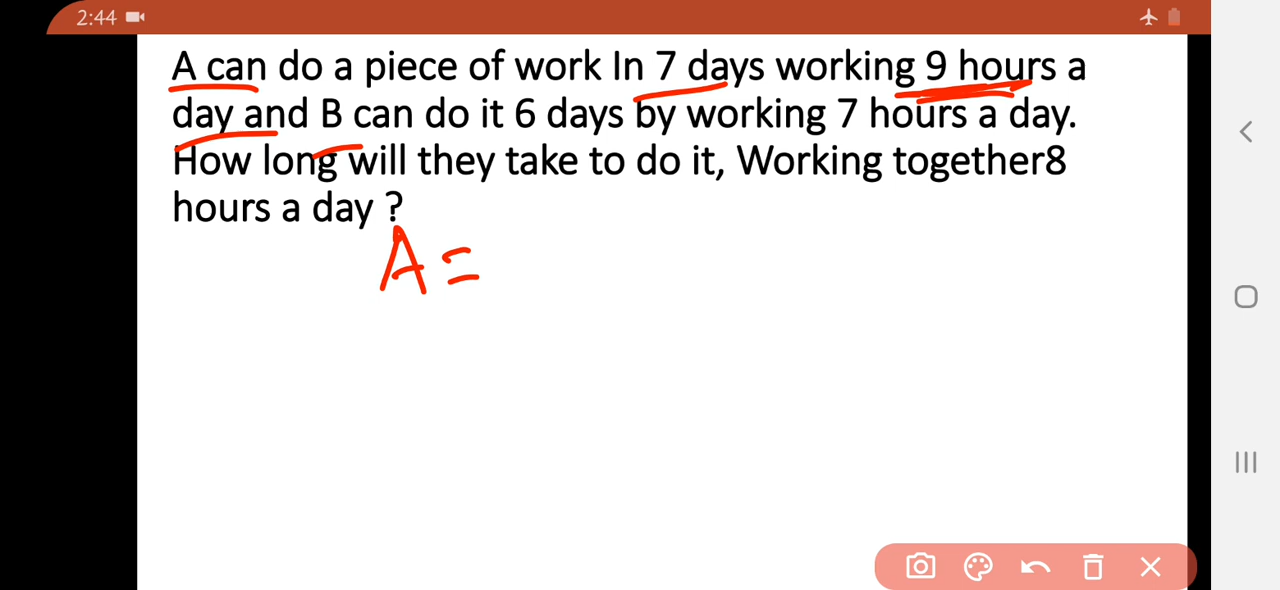 2:44
A can do a piece of work In 7 days working 9 hours a
day and B can do it 6 days by working 7 hours a day.
How long will they take to do it, Working together8
hours a day ?
A =